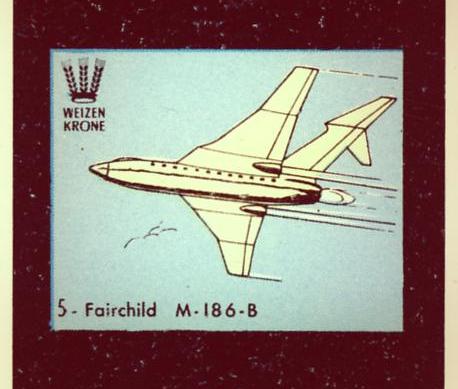 WEIZEN
KRONE
5 - Fairchild M-186-B